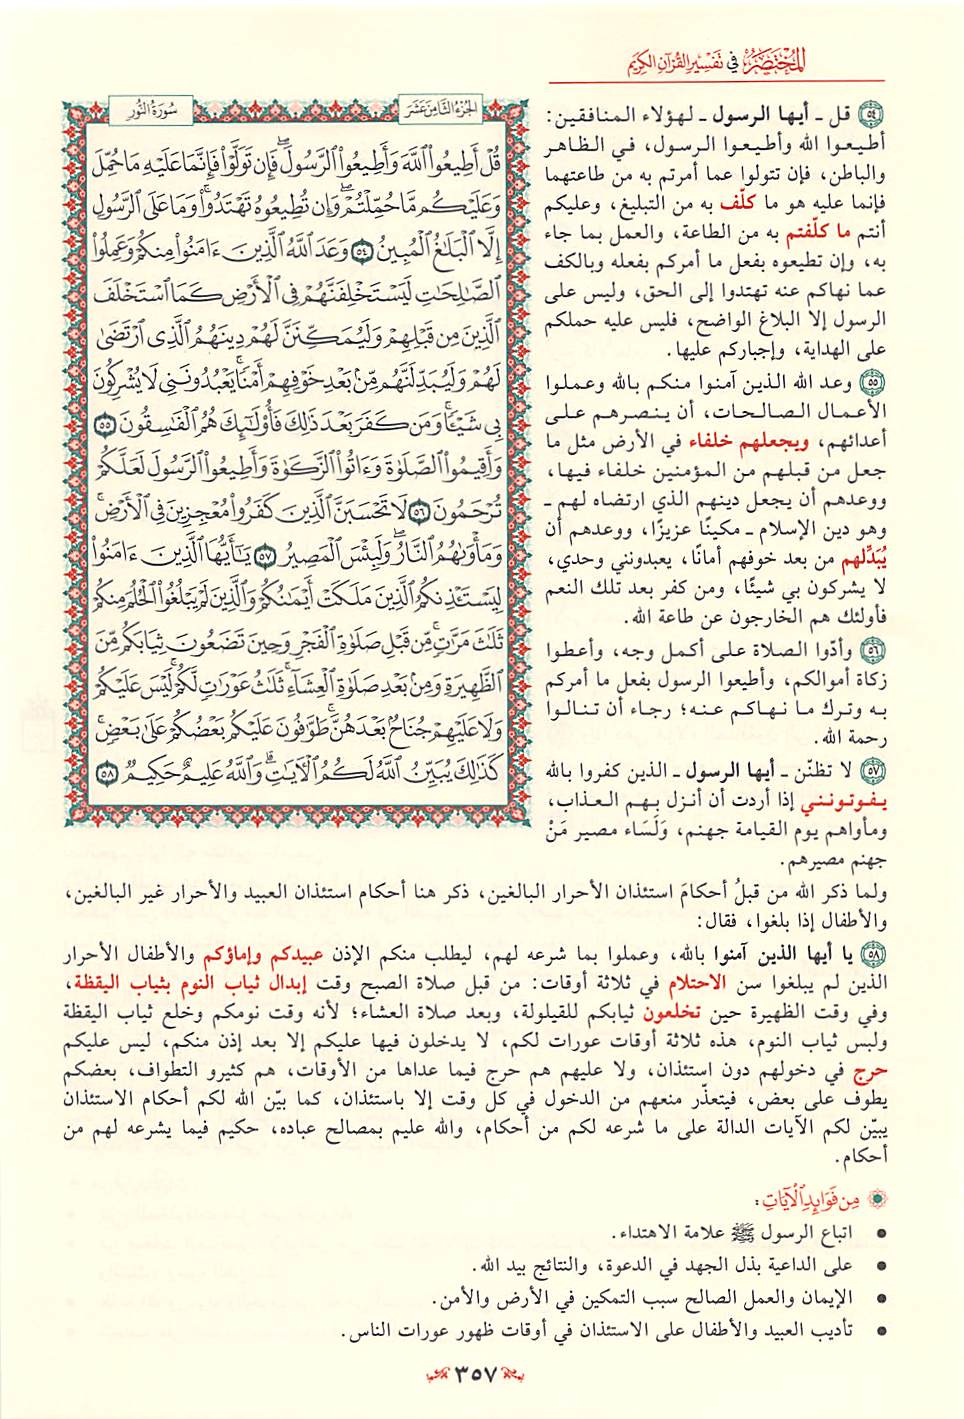 المختصر في تفسير القرآن الكريم
الجزء الثامن عشر
سورة النور
قُلْ أَطِيعُوا۟ ٱللَّهَ وَأَطِيعُوا۟ ٱلرَّسُولَ ۖ فَإِن تَوَلَّوْا۟ فَإِنَّمَا عَلَيْهِ مَا حُمِّلَ
وَعَلَيْكُم مَّا حُمِّلْتُمْ ۖ وَإِن تُطِيعُوهُ تَهْتَدُوا۟ ۚ وَمَا عَلَى ٱلرَّسُولِ
إِلَّا ٱلْبَلَٰغُ ٱلْمُبِينُ ٥٤ وَعَدَ ٱللَّهُ ٱلَّذِينَ ءَامَنُوا۟ مِنكُمْ وَعَمِلُوا۟
ٱلصَّٰلِحَٰتِ لَيَسْتَخْلِفَنَّهُمْ فِى ٱلْأَرْضِ كَمَا ٱسْتَخْلَفَ
ٱلَّذِينَ مِن قَبْلِهِمْ وَلَيُمَكِّنَنَّ لَهُمْ دِينَهُمُ ٱلَّذِى ٱرْتَضَىٰ
لَهُمْ وَلَيُبَدِّلَنَّهُم مِّنۢ بَعْدِ خَوْفِهِمْ أَمْنًا ۚ يَعْبُدُونَنِى لَا يُشْرِكُونَ
بِى شَيْـًٔا ۚ وَمَن كَفَرَ بَعْدَ ذَٰلِكَ فَأُو۟لَٰٓئِكَ هُمُ ٱلْفَٰسِقُونَ ٥٥
وَأَقِيمُوا۟ ٱلصَّلَوٰةَ وَءَاتُوا۟ ٱلزَّكَوٰةَ وَأَطِيعُوا۟ ٱلرَّسُولَ لَعَلَّكُمْ
تُرْحَمُونَ ٥٦ لَا تَحْسَبَنَّ ٱلَّذِينَ كَفَرُوا۟ مُعْجِزِينَ فِى ٱلْأَرْضِ ۚ
وَمَأْوَىٰهُمُ ٱلنَّارُ ۖ وَلَبِئْسَ ٱلْمَصِيرُ ٥٧ يَٰٓأَيُّهَا ٱلَّذِينَ ءَامَنُوا۟
لِيَسْتَـْٔذِنكُمُ ٱلَّذِينَ مَلَكَتْ أَيْمَٰنُكُمْ وَٱلَّذِينَ لَمْ يَبْلُغُوا۟ ٱلْحُلُمَ مِنكُمْ
ثَلَٰثَ مَرَّٰتٍ ۚ مِّن قَبْلِ صَلَوٰةِ ٱلْفَجْرِ وَحِينَ تَضَعُونَ ثِيَابَكُم مِّنَ
ٱلظَّهِيرَةِ وَمِنۢ بَعْدِ صَلَوٰةِ ٱلْعِشَآءِ ۚ ثَلَٰثُ عَوْرَٰتٍ لَّكُمْ ۚ لَيْسَ عَلَيْكُمْ
وَلَا عَلَيْهِمْ جُنَاحٌۢ بَعْدَهُنَّ ۚ طَوَّٰفُونَ عَلَيْكُم بَعْضُكُمْ عَلَىٰ بَعْضٍ ۚ
كَذَٰلِكَ يُبَيِّنُ ٱللَّهُ لَكُمُ ٱلْءَايَٰتِ ۗ وَٱللَّهُ عَلِيمٌ حَكِيمٌ ٥٨
٥٤ قل ـ أيها الرسول ـ لهؤلاء المنافقين:
أطيعوا الله وأطيعوا الرسول، في الظاهر
والباطن، فإن تتولوا عما أمرتم به من طاعتهما
فإنما عليه هو ما كلّف به من التبليغ، وعليكم
أنتم ما كلّفتم به من الطاعة، والعمل بما جاء
به، وإن تطيعوه بفعل ما أمركم بفعله وبالكف
عما نهاكم عنه تهتدوا إلى الحق، وليس على
الرسول إلا البلاغ الواضح، فليس عليه حملكم
على الهداية، وإجباركم عليها.
٥٥ وعد الله الذين آمنوا منكم بالله وعملوا
الأعمال الصالحات، أن ينصرهم على
أعدائهم، ويجعلهم خلفاء في الأرض مثل ما
جعل من قبلهم من المؤمنين خلفاء فيها،
ووعدهم أن يجعل دينهم الذي ارتضاه لهم ـ
وهو دين الإسلام ـ مكينًا عزيزًا، ووعدهم أن
يُبَدِّلهم من بعد خوفهم أمانًا، يعبدونني وحدي،
لا يشركون بي شيئًا، ومن كفر بعد تلك النعم
فأولئك هم الخارجون عن طاعة الله.
٥٦ وأدّوا الصلاة على أكمل وجه، وأعطوا
زكاة أموالكم، وأطيعوا الرسول بفعل ما أمركم
به وترك ما نهاكم عنه؛ رجاء أن تنالوا
رحمة الله.
٥٧ لا تظنّن ـ أيها الرسول ـ الذين كفروا بالله
يفوتونني إذا أردت أن أنزل بهم العذاب،
ومأواهم يوم القيامة جهنم، وَلَسَاء مصير مَنْ
جهنم مصيرهم.
ولما ذكر الله من قبلُ أحكامَ استئذان الأحرار البالغين، ذكر هنا أحكام استئذان العبيد والأحرار غير البالغين،
والأطفال إذا بلغوا، فقال:
٥٨ يا أيها الذين آمنوا بالله، وعملوا بما شرعه لهم، ليطلب منكم الإذن عبيدكم وإماؤكم والأطفال الأحرار
الذين لم يبلغوا سن الاحتلام في ثلاثة أوقات: من قبل صلاة الصبح وقت إبدال ثياب النوم بثياب اليقظة،
وفي وقت الظهيرة حين تخلعون ثيابكم للقيلولة، وبعد صلاة العشاء؛ لأنه وقت نومكم وخلع ثياب اليقظة
ولبس ثياب النوم، هذه ثلاثة أوقات عورات لكم، لا يدخلون فيها عليكم إلا بعد إذن منكم، ليس عليكم
حرج في دخولهم دون استئذان، ولا عليهم هم حرج فيما عداها من الأوقات، هم كثيرو التطواف، بعضكم
يطوف على بعض، فيتعذّر منعهم من الدخول في كل وقت إلا باستئذان، كما بيّن الله لكم أحكام الاستئذان
يبيّن لكم الآيات الدالة على ما شرعه لكم من أحكام، والله عليم بمصالح عباده، حكيم فيما يشرعه لهم من
أحكام.
مِن فَوَائِدِ الآيَاتِ:
• اتباع الرسول ﷺ علامة الاهتداء.
• على الداعية بذل الجهد في الدعوة، والنتائج بيد الله.
• الإيمان والعمل الصالح سبب التمكين في الأرض والأمن.
• تأديب العبيد والأطفال على الاستئذان في أوقات ظهور عورات الناس.
٣٥٧